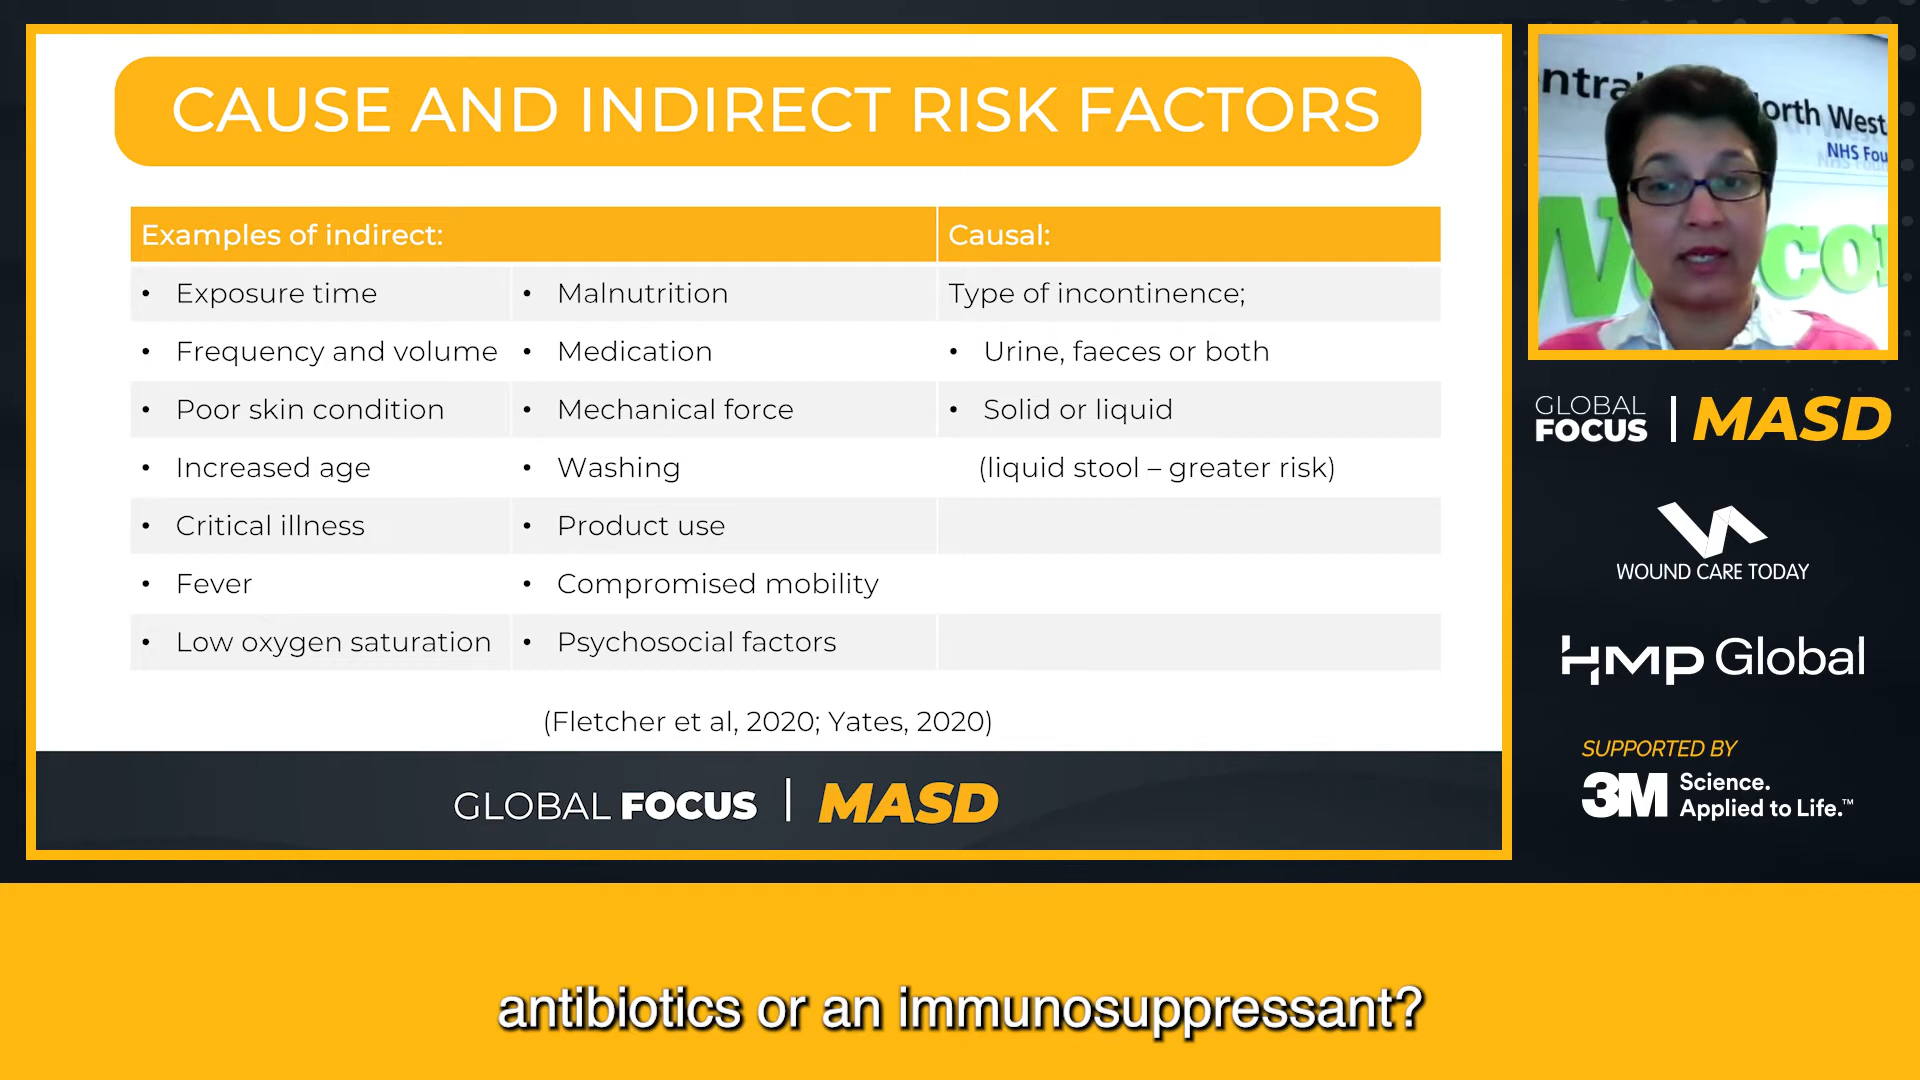 CAUSE AND INDIRECT RISK FACTORS
Examples of indirect:
Causal:
• Exposure time
• Malnutrition
Type of incontinence;
• Frequency and volume
• Medication
• Urine, faeces or both
• Poor skin condition
• Mechanical force
• Solid or liquid
• Increased age
• Washing
(liquid stool – greater risk)
• Critical illness
• Product use
• Fever
• Compromised mobility
• Low oxygen saturation
• Psychosocial factors
(Fletcher et al, 2020; Yates, 2020)
GLOBAL FOCUS | MASD
ntra
orth West
NHS Fou
GLOBAL
FOCUS | MASD
WOUND CARE TODAY
HMP Global
SUPPORTED BY
3M Science.
Applied to Life.™
antibiotics or an immunosuppressant?